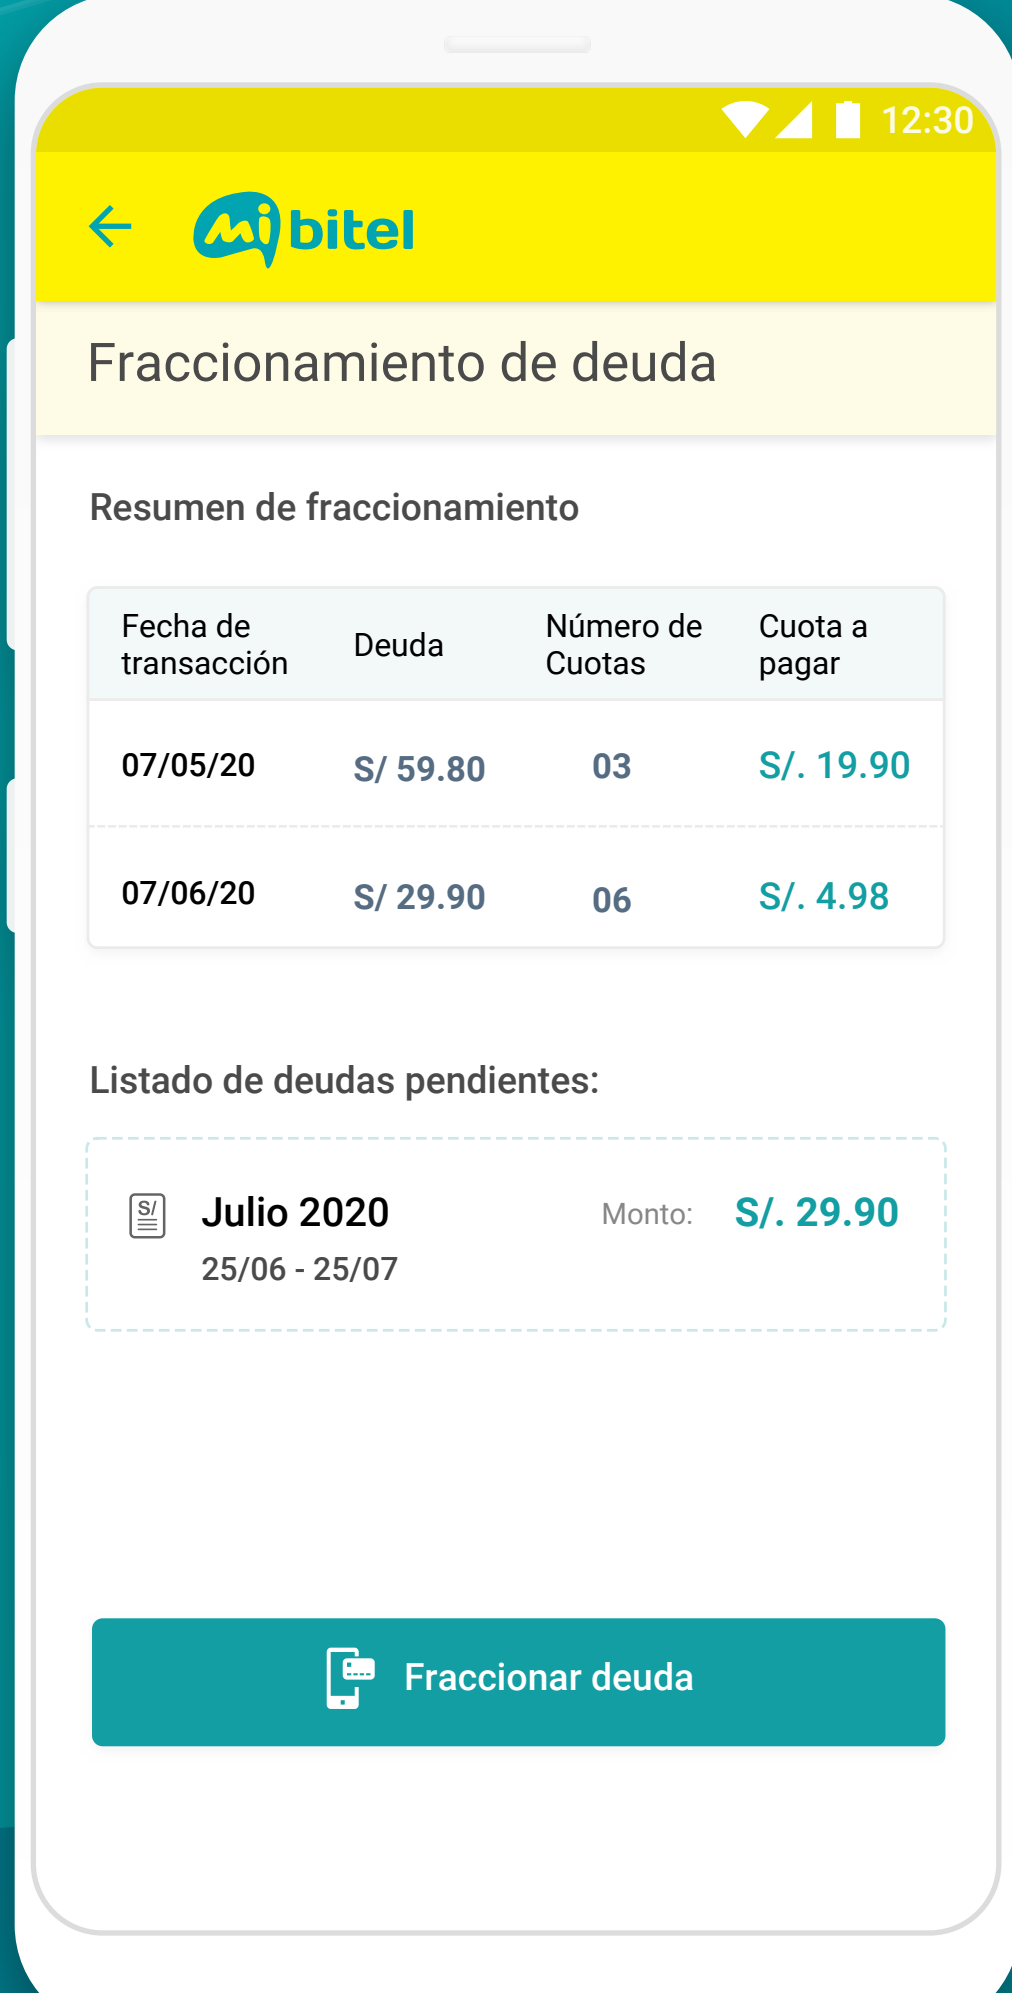 12:30
Mi bitel
Fraccionamiento de deuda
Resumen de fraccionamiento
Fecha de transacción Deuda Número de Cuotas Cuota a pagar
07/05/20 S/ 59.80 03 S/. 19.90
07/06/20 S/ 29.90 06 S/. 4.98
Listado de deudas pendientes:
S/ Julio 2020 Monto: S/. 29.90
25/06 - 25/07
Fraccionar deuda